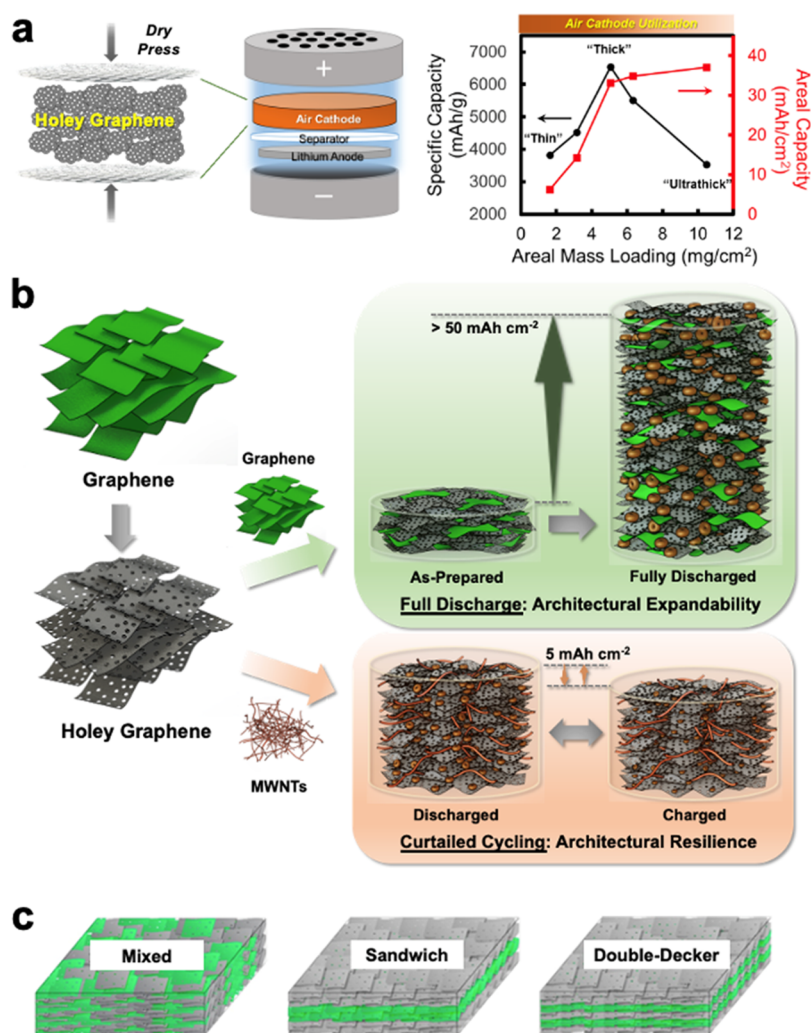 a
Dry
Press
Holey Graphene
+
Air Cathode
Separator
Lithium Anode
−
Air Cathode Utilization
Specific Capacity
(mAh/g)
7000
6000
5000
4000
3000
2000
"Thin"
"Thick"
"Ultrathick"
40
30
20
10
0
Areal Capacity
(mAh/cm²)
0 2 4 6 8 10 12
Areal Mass Loading (mg/cm²)
b
Graphene
Graphene
Holey Graphene
MWNTs
> 50 mAh cm⁻²
As-Prepared
Fully Discharged
Full Discharge: Architectural Expandability
5 mAh cm⁻²
Discharged
Charged
Curtailed Cycling: Architectural Resilience
c
Mixed
Sandwich
Double-Decker